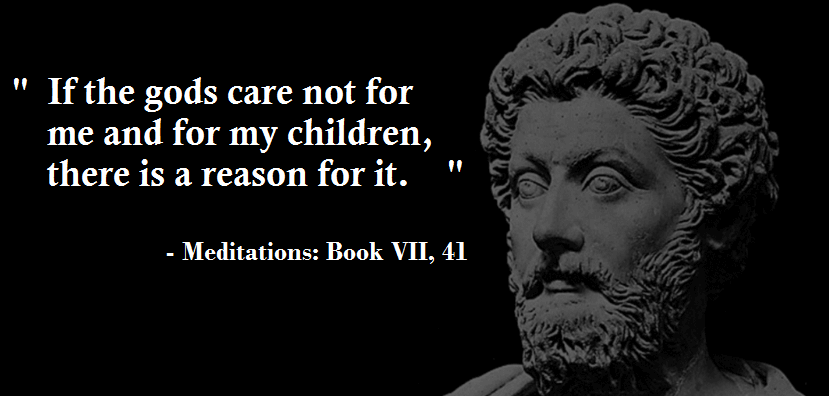 " If the gods care not for
me and for my children,
there is a reason for it. "
- Meditations: Book VII, 41